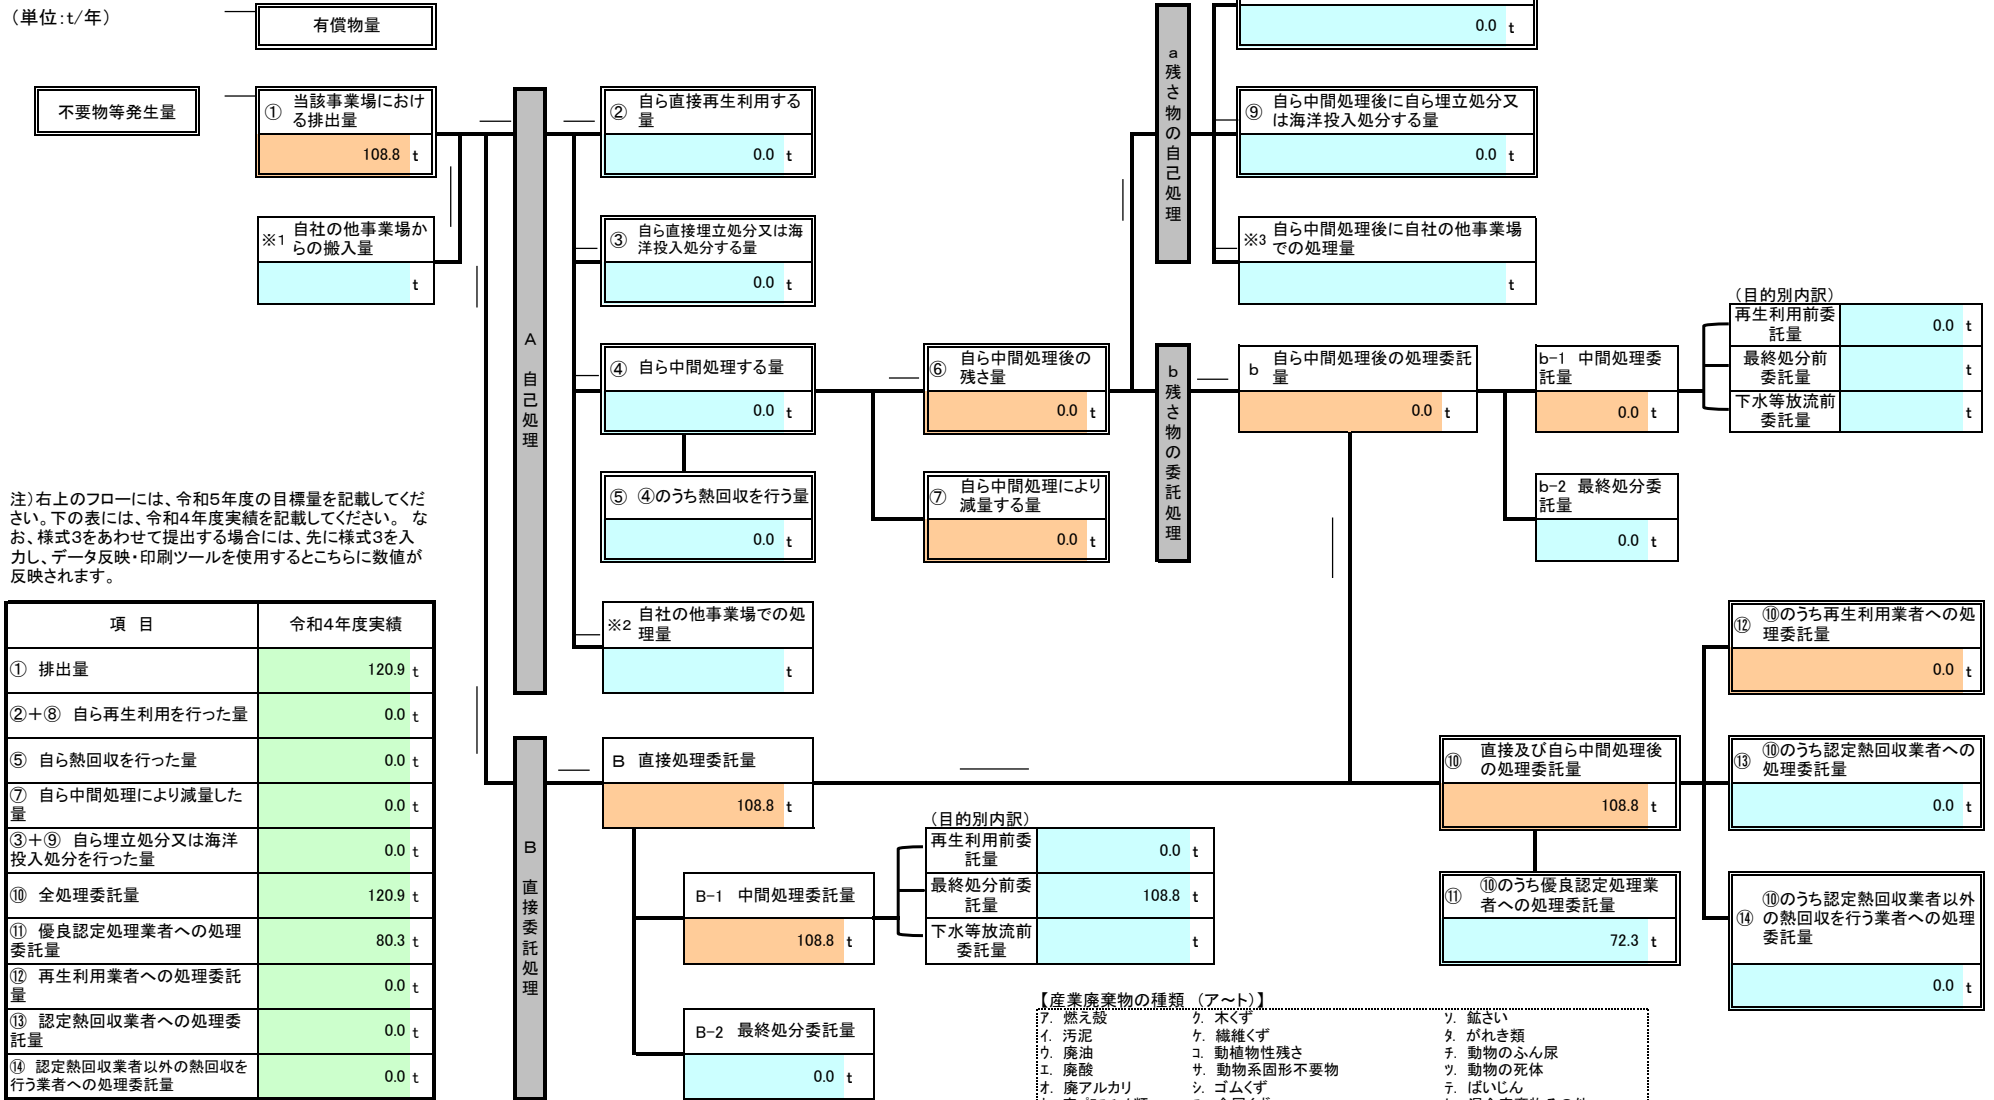 （単位:t/年）
有償物量
0.0 t
不要物等発生量
① 当該事業場におけ
る排出量
108.8 t
※1 自社の他事業場か
らの搬入量
t
A 自己処理
② 自ら直接再生利用する
量
0.0 t
③ 自ら直接埋立処分又は海
洋投入処分する量
0.0 t
④ 自ら中間処理する量
0.0 t
⑤ ④のうち熱回収を行う量
0.0 t
※2 自社の他事業場での処
理量
t
⑥ 自ら中間処理後の
残さ量
0.0 t
⑦ 自ら中間処理により
減量する量
0.0 t
a 残さ物の自己処理
⑨ 自ら中間処理後に自ら埋立処分又
は海洋投入処分する量
0.0 t
※3 自ら中間処理後に自社の他事業場
での処理量
t
b 残さ物の委託処理
b 自ら中間処理後の処理委託
量
0.0 t
b-1 中間処理委
託量
0.0 t
（目的別内訳）
再生利用前委
託量
0.0 t
最終処分前
委託量
t
下水等放流前
委託量
t
b-2 最終処分委
託量
0.0 t
注）右上のフローには、令和5年度の目標量を記載してくだ
さい。下の表には、令和4年度実績を記載してください。 な
お、様式3をあわせて提出する場合には、先に様式3を入
力し、データ反映・印刷ツールを使用するとこちらに数値が
反映されます。
項 目 令和4年度実績
① 排出量 120.9 t
②＋⑧ 自ら再生利用を行った量 0.0 t
⑤ 自ら熱回収を行った量 0.0 t
⑦ 自ら中間処理により減量した
量 0.0 t
③＋⑨ 自ら埋立処分又は海洋
投入処分を行った量 0.0 t
⑩ 全処理委託量 120.9 t
⑪ 優良認定処理業者への処理
委託量 80.3 t
⑫ 再生利用業者への処理委託
量 0.0 t
⑬ 認定熱回収業者への処理委
託量 0.0 t
⑭ 認定熱回収業者以外の熱回収を
行う業者への処理委託量 0.0 t
B 直接委託処理
B 直接処理委託量
108.8 t
B-1 中間処理委託量
108.8 t
（目的別内訳）
再生利用前委
託量
0.0 t
最終処分前委
託量
108.8 t
下水等放流前
委託量
t
B-2 最終処分委託量
0.0 t
⑩ 直接及び自ら中間処理後
の処理委託量
108.8 t
⑪ ⑩のうち優良認定処理業
者への処理委託量
72.3 t
⑫ ⑩のうち再生利用業者への処
理委託量
0.0 t
⑬ ⑩のうち認定熱回収業者への
処理委託量
0.0 t
⑭ ⑩のうち認定熱回収業者以外
の熱回収を行う業者への処理
委託量
0.0 t
【産業廃棄物の種類 （ア～ト）】
ア. 燃え殻 ク. 木くず ソ. 鉱さい
イ. 汚泥 ケ. 繊維くず タ. がれき類
ウ. 廃油 コ. 動植物性残さ チ. 動物のふん尿
エ. 廃酸 サ. 動物系固形不要物 ツ. 動物の死体
オ. 廃アルカリ シ. ゴムくず テ. ばいじん